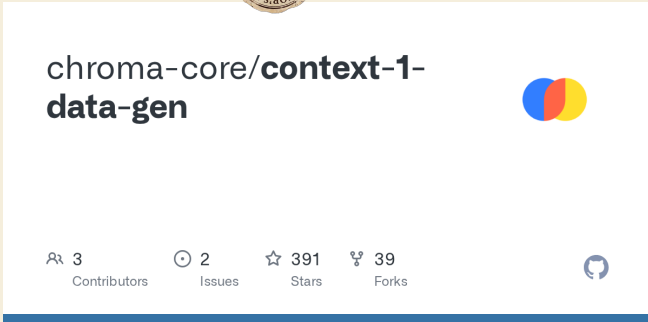 chroma-core/context-1-
data-gen
3
Contributors
2
Issues
391
Stars
39
Forks